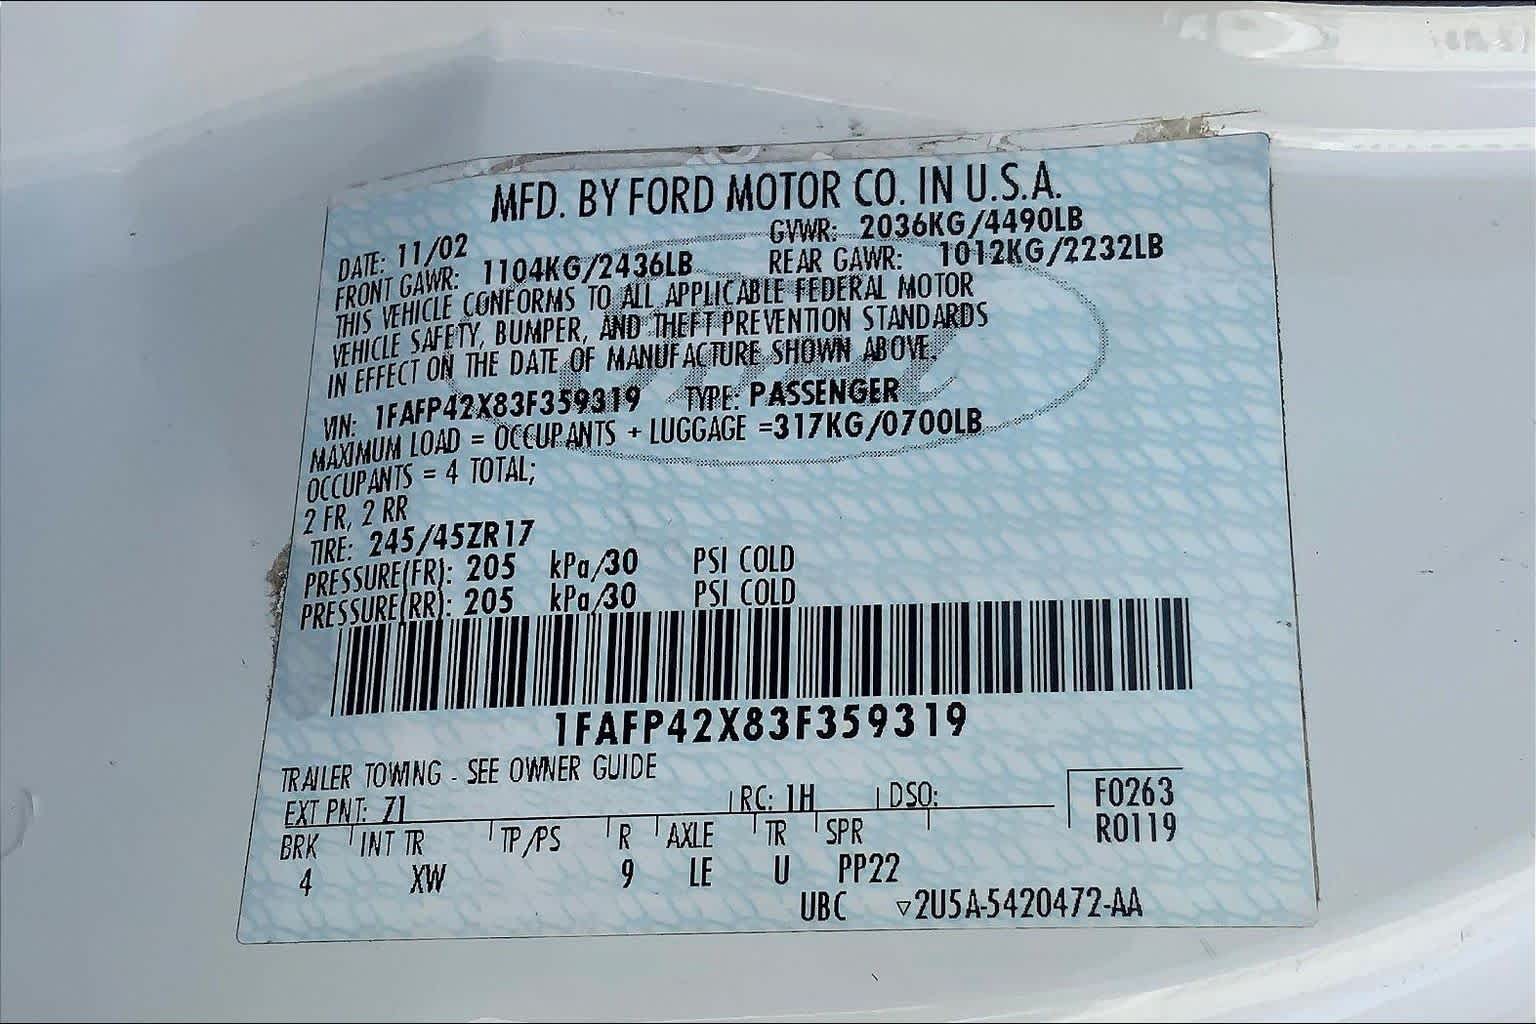 MFD. BY FORD MOTOR CO. IN U.S.A.
DATE: 11/02 GVWR: 2036KG/4490LB
FRONT GAWR: 1104KG/2436LB REAR GAWR: 1012KG/2232LB
THIS VEHICLE CONFORMS TO ALL APPLICABLE FEDERAL MOTOR
VEHICLE SAFETY, BUMPER, AND THEFT PREVENTION STANDARDS
IN EFFECT ON THE DATE OF MANUFACTURE SHOWN ABOVE.
VIN: 1FAFP42X83F359319 TYPE: PASSENGER
MAXIMUM LOAD = OCCUPANTS + LUGGAGE =317KG/0700LB
OCCUPANTS = 4 TOTAL;
2 FR, 2 RR
TIRE: 245/45ZR17
PRESSURE(FR): 205 kPa/30 PSI COLD
PRESSURE(RR): 205 kPa/30 PSI COLD
1FAFP42X83F359319
TRAILER TOWING - SEE OWNER GUIDE
EXT PNT: Z1 RC: 1H DSO: F0263
BRK INT TR TP/PS R AXLE TR SPR R0119
4 XW 9 LE U PP22
UBC ▽2U5A-5420472-AA